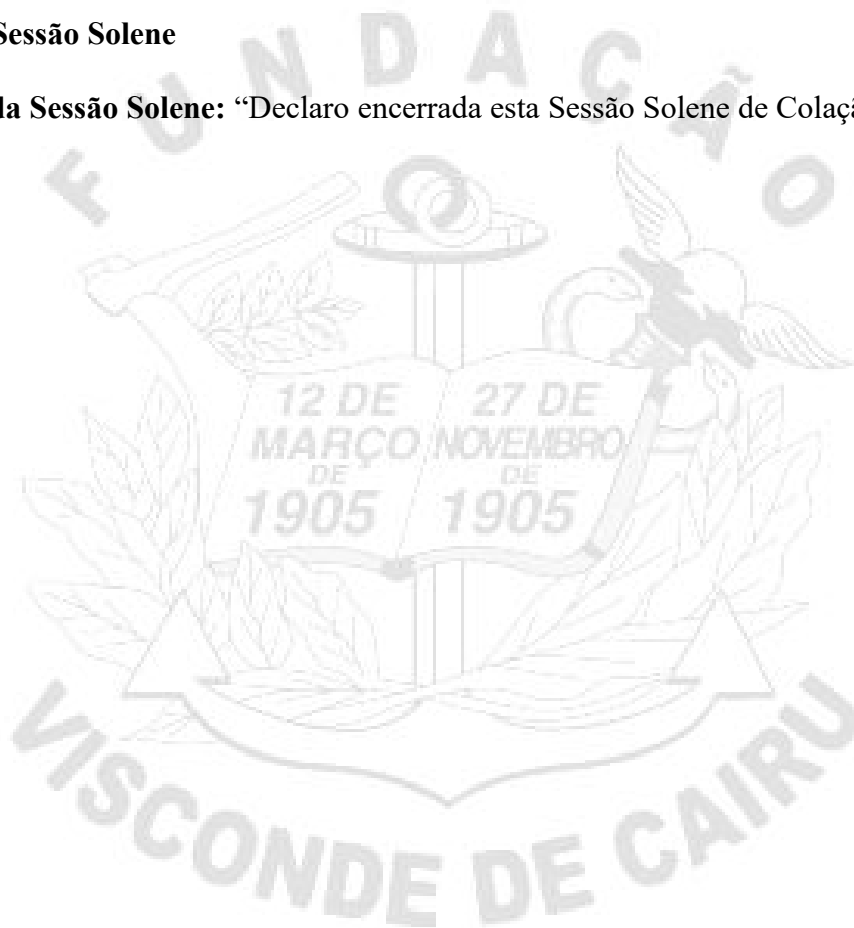 Sessão Solene
la Sessão Solene: “Declaro encerrada esta Sessão Solene de Colaçã
FUNDAÇÃO
12 DE
MARÇO
DE
1905
27 DE
NOVEMBRO
DE
1905
VISCONDE DE CAIRU